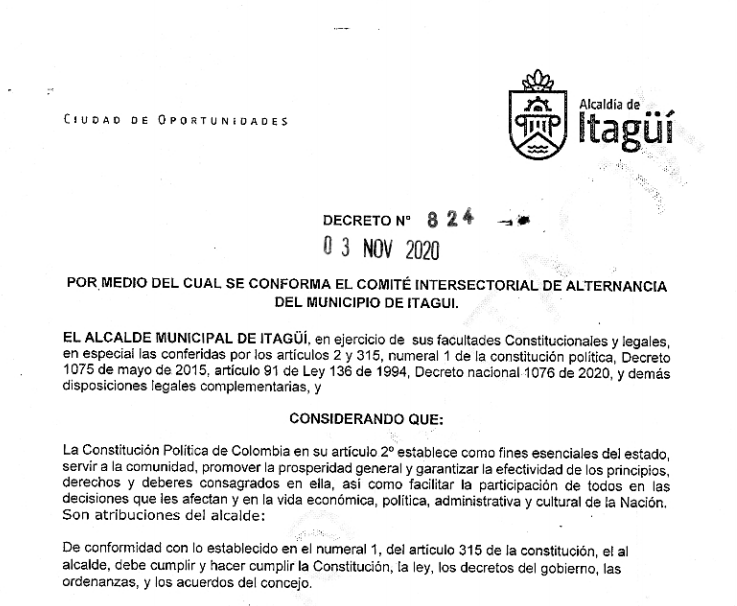 CIUDAD DE OPORTUNIDADES
Alcaldía de
Itagüí
DECRETO N° 824
03 NOV 2020
POR MEDIO DEL CUAL SE CONFORMA EL COMITÉ INTERSECTORIAL DE ALTERNANCIA
DEL MUNICIPIO DE ITAGUI.
EL ALCALDE MUNICIPAL DE ITAGÜÍ, en ejercicio de sus facultades Constitucionales y legales,
en especial las conferidas por los artículos 2 y 315, numeral 1 de la constitución política, Decreto
1075 de mayo de 2015, artículo 91 de Ley 136 de 1994, Decreto nacional 1076 de 2020, y demás
disposiciones legales complementarias, y
CONSIDERANDO QUE:
La Constitución Política de Colombia en su artículo 2º establece como fines esenciales del estado,
servir a la comunidad, promover la prosperidad general y garantizar la efectividad de los principios,
derechos y deberes consagrados en ella, así como facilitar la participación de todos en las
decisiones que les afectan y en la vida económica, política, administrativa y cultural de la Nación.
Son atribuciones del alcalde:
De conformidad con lo establecido en el numeral 1, del artículo 315 de la constitución, el al
alcalde, debe cumplir y hacer cumplir la Constitución, la ley, los decretos del gobierno, las
ordenanzas, y los acuerdos del concejo.